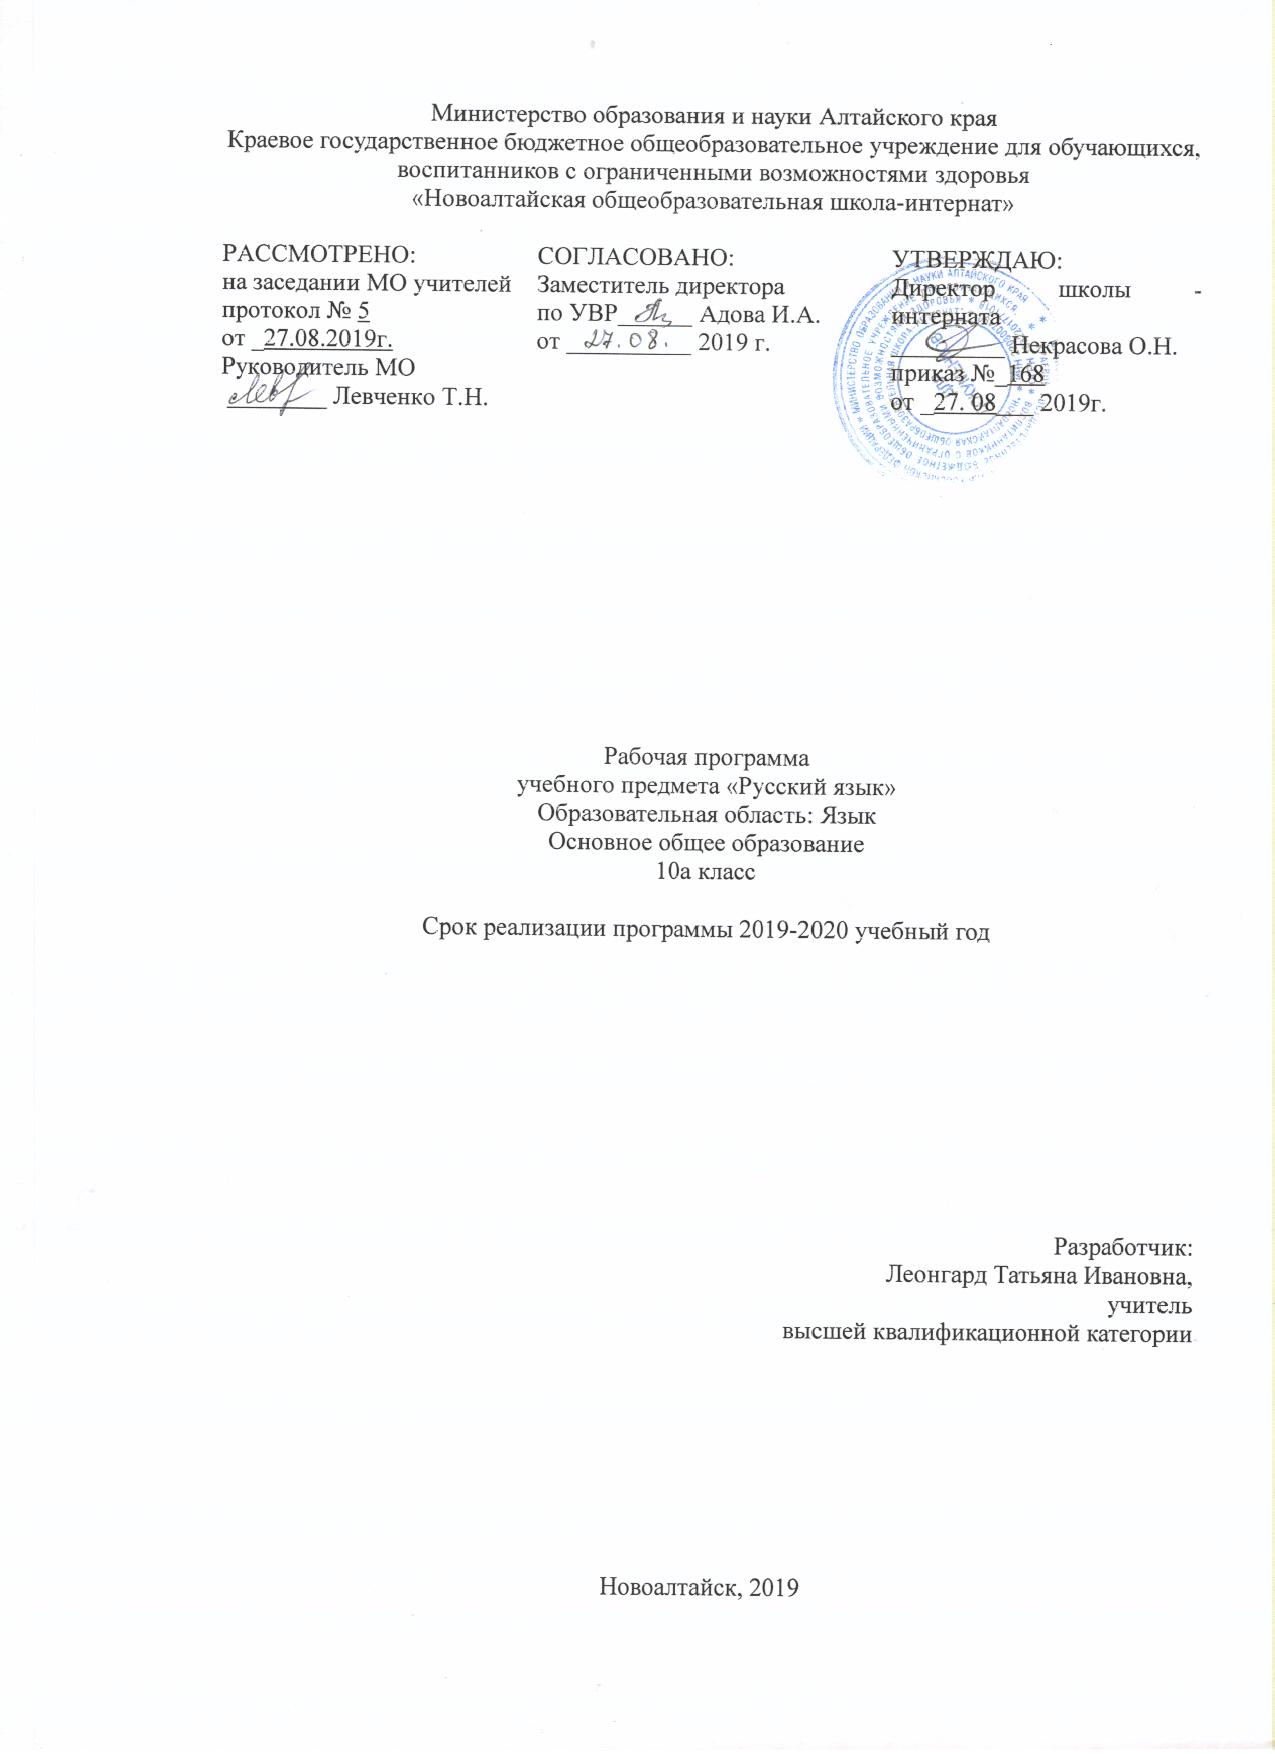 Министерство образования и науки Алтайского края
Краевое государственное бюджетное общеобразовательное учреждение для обучающихся,
воспитанников с ограниченными возможностями здоровья
«Новоалтайская общеобразовательная школа-интернат»
РАССМОТРЕНО:
на заседании МО учителей
протокол № 5
от 27.08.2019г.
Руководитель МО
Левченко Т.Н.
СОГЛАСОВАНО:
Заместитель директора
по УВР Адова И.А.
от 27.08. 2019 г.
УТВЕРЖДАЮ:
Директор школы -
интерната
Некрасова О.Н.
приказ № 168
от 27. 08 2019г.
Рабочая программа
учебного предмета «Русский язык»
Образовательная область: Язык
Основное общее образование
10а класс
Срок реализации программы 2019-2020 учебный год
Разработчик:
Леонгард Татьяна Ивановна,
учитель
высшей квалификационной категории
Новоалтайск, 2019